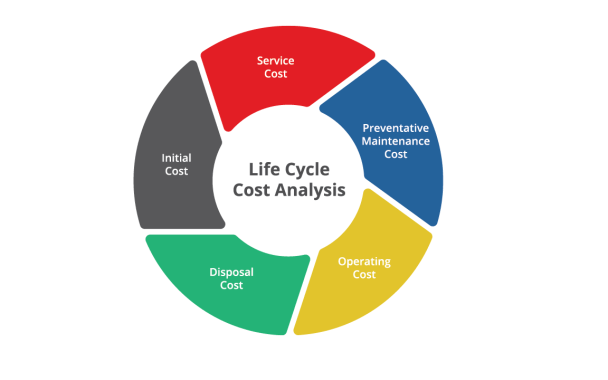 Service
Cost
Preventative
Maintenance
Cost
Initial
Cost
Life Cycle
Cost Analysis
Operating
Cost
Disposal
Cost